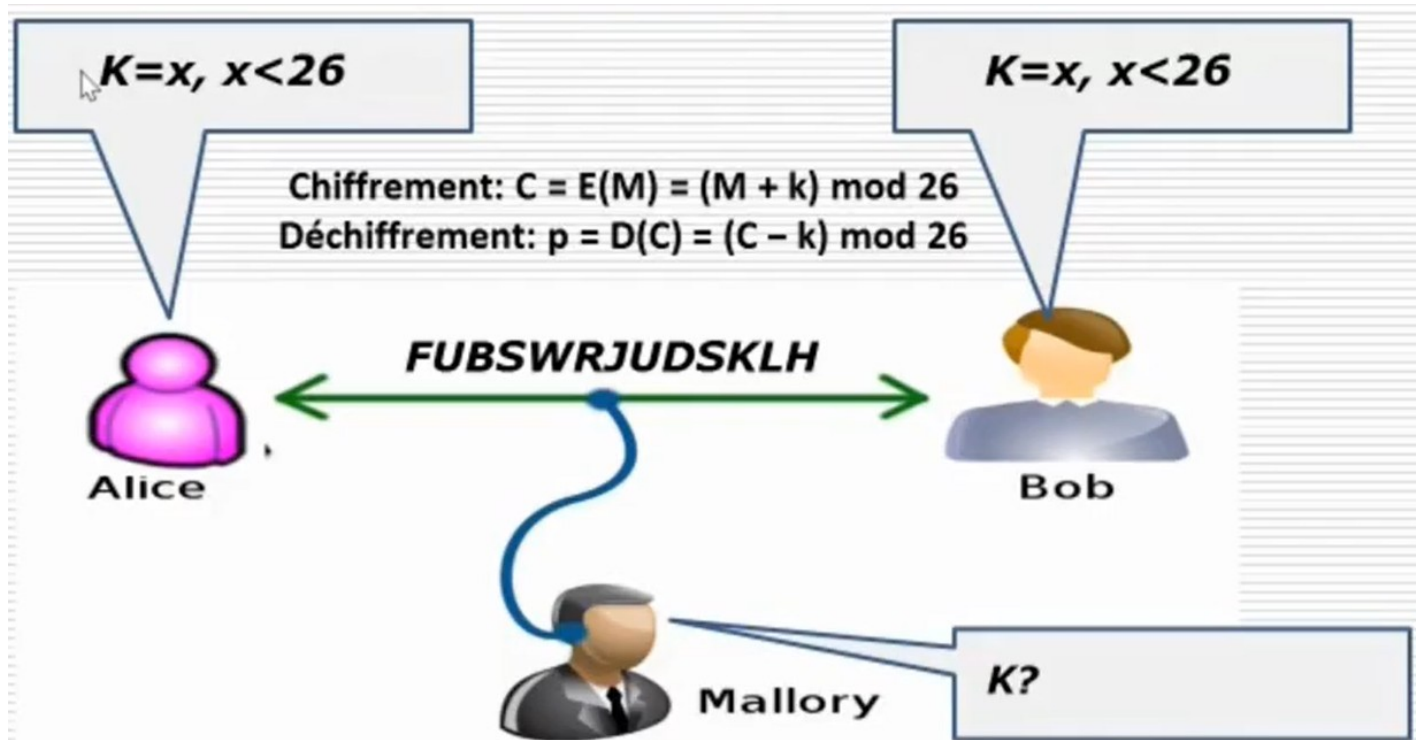 K=x, x<26
K=x, x<26
Chiffrement: C = E(M) = (M + k) mod 26
Déchiffrement: p = D(C) = (C – k) mod 26
FUBSWRJUDSKLH
Alice
Bob
Mallory
K?